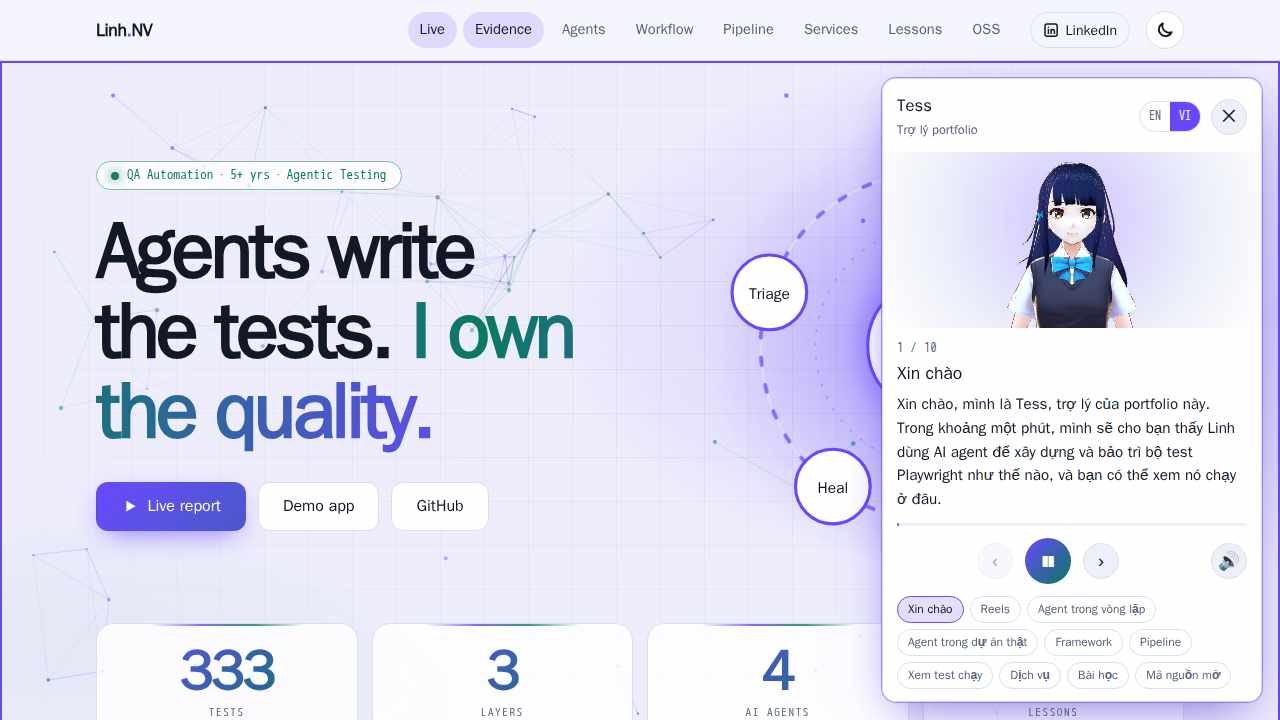 Linh.NV
Live
Evidence
Agents
Workflow
Pipeline
Services
Lessons
OSS
LinkedIn
QA Automation · 5+ yrs · Agentic Testing
Agents write
the tests. I own
the quality.
Live report
Demo app
GitHub
Triage
Heal
333
TESTS
3
LAYERS
4
AI AGENTS
LESSONS
Tess
Trợ lý portfolio
EN
VI
1 / 10
Xin chào
Xin chào, mình là Tess, trợ lý của portfolio này.
Trong khoảng một phút, mình sẽ cho bạn thấy Linh
dùng AI agent để xây dựng và bảo trì bộ test
Playwright như thế nào, và bạn có thể xem nó chạy
ở đâu.
Xin chào
Reels
Agent trong vòng lặp
Agent trong dự án thật
Framework
Pipeline
Xem test chạy
Dịch vụ
Bài học
Mã nguồn mở